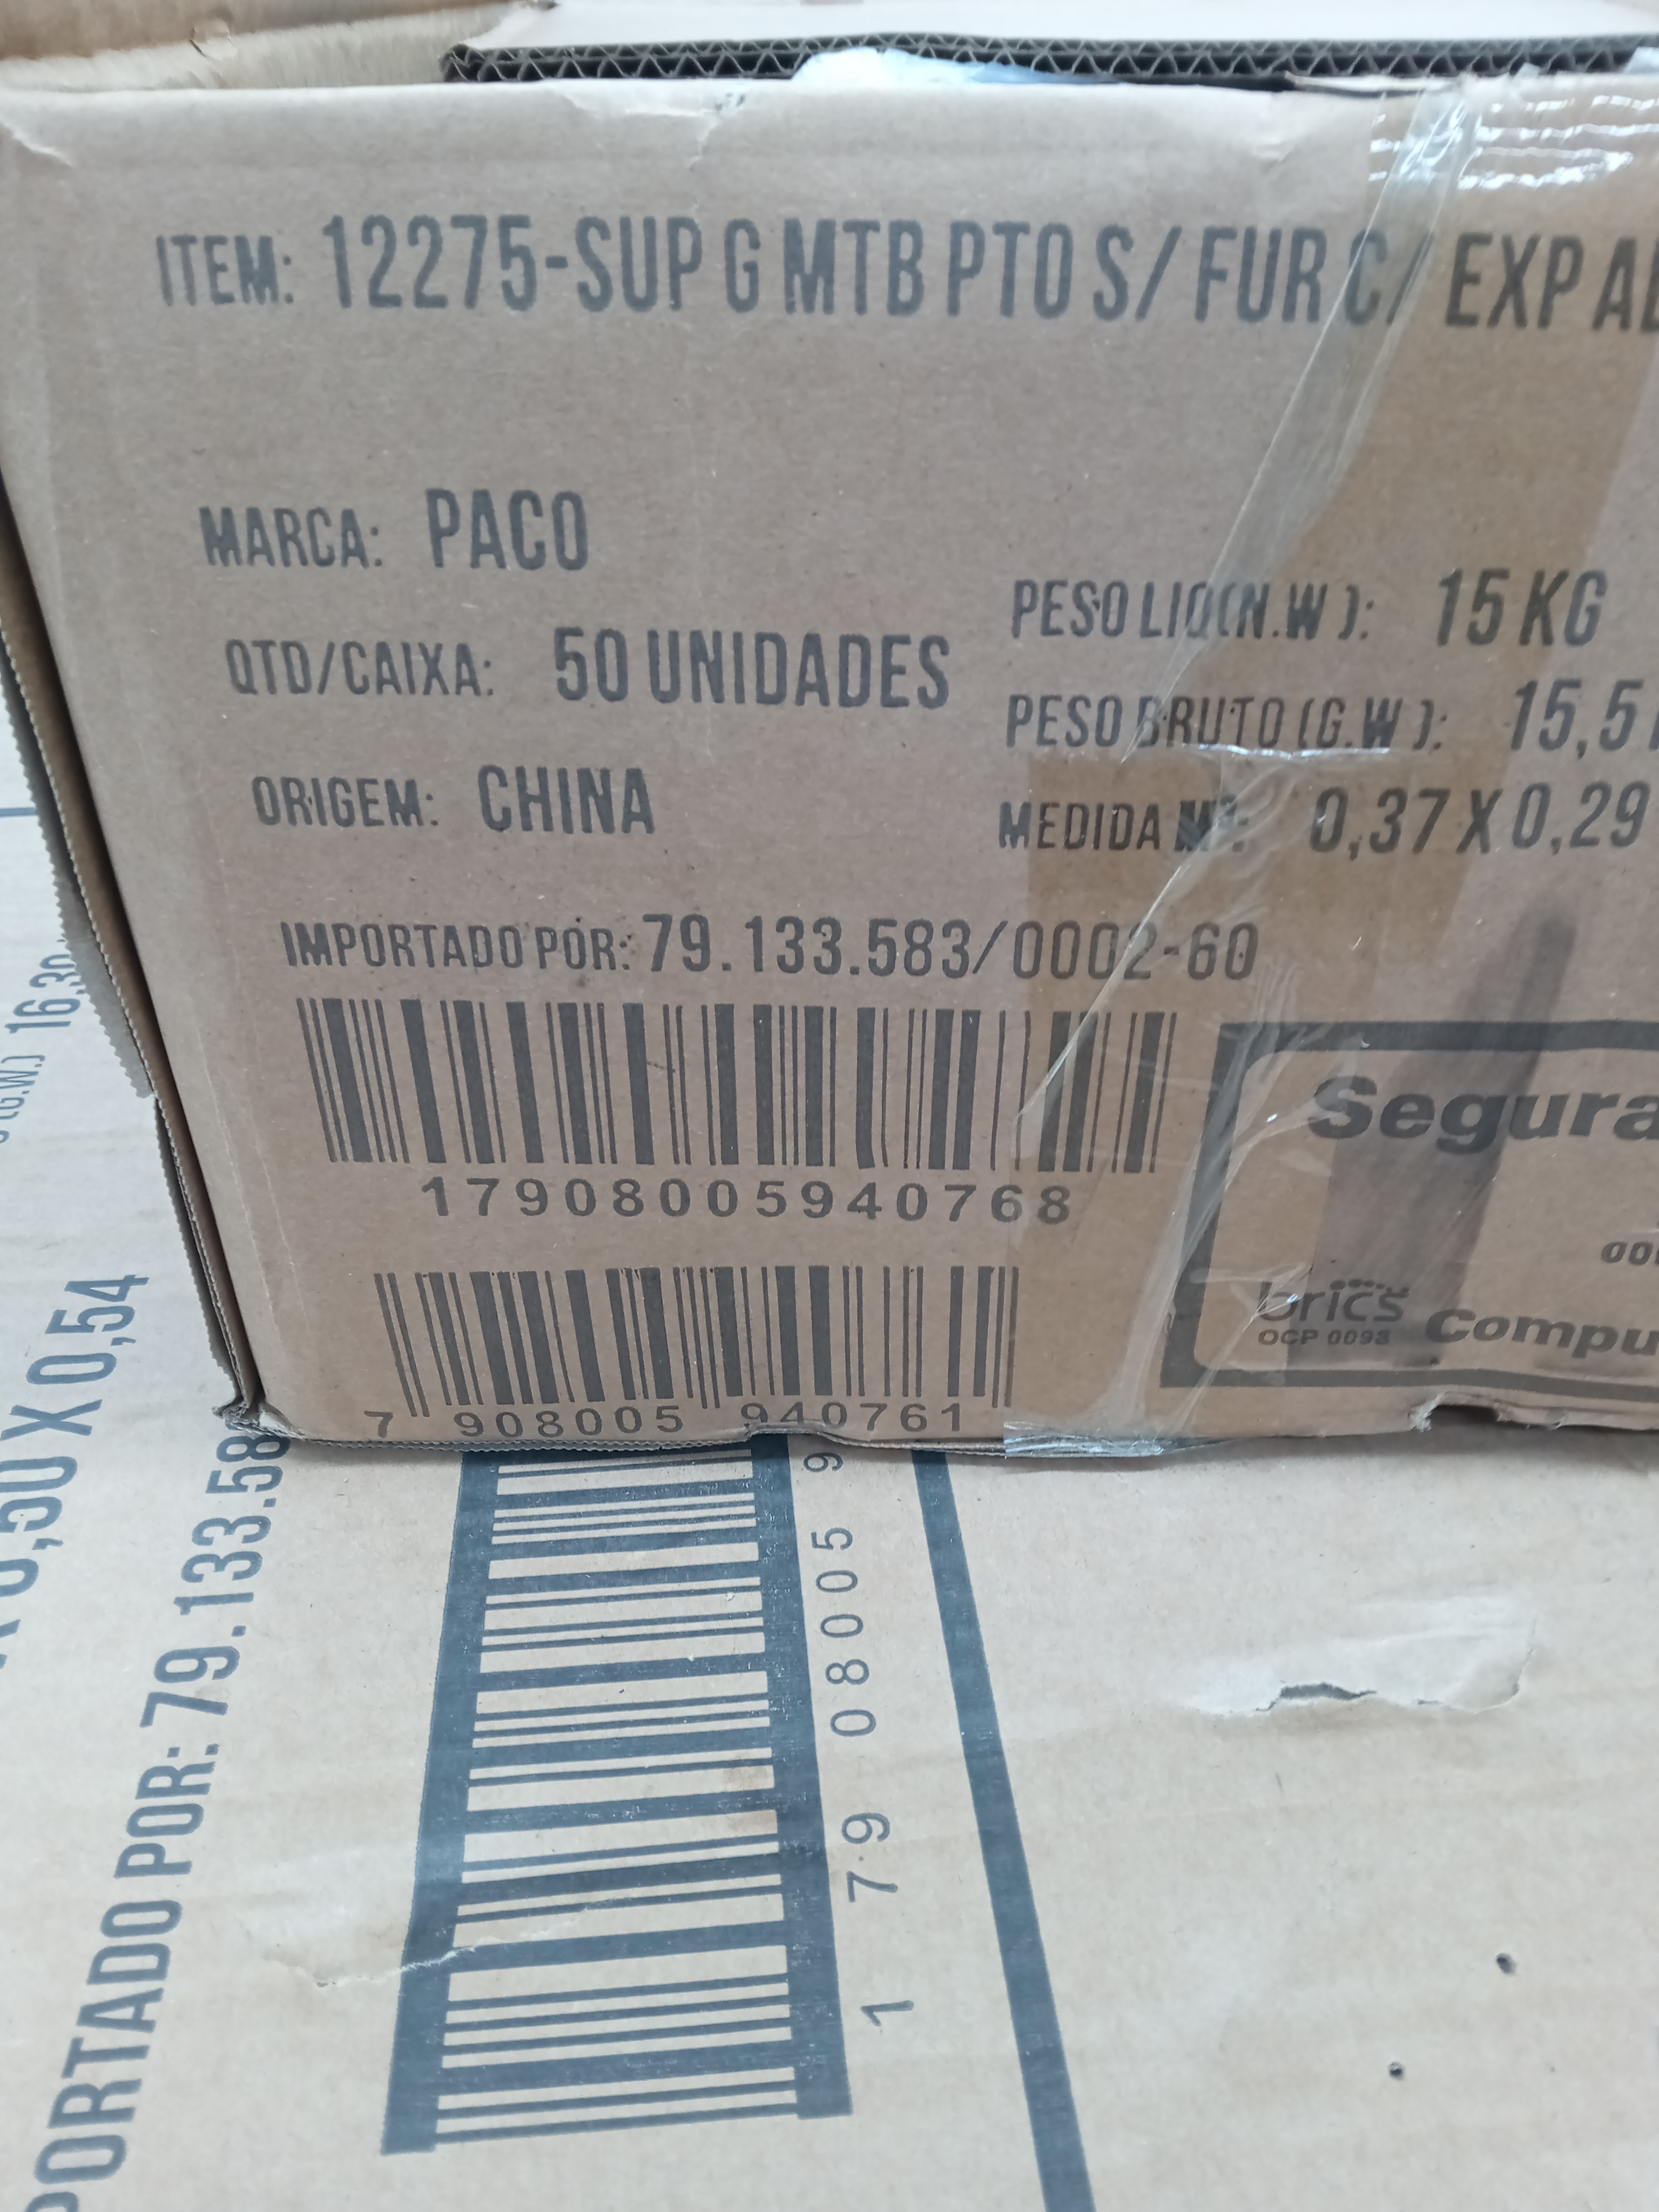 ITEM: 12275-SUP G MTB PTO S/ FUR C/ EXP
MARCA: PACO
QTD/CAIXA: 50 UNIDADES
ORIGEM: CHINA
PESO LIQ(N.W): 15 KG
PESO BRUTO (G.W): 15,5
MEDIDA M³: 0,37 X 0,29
IMPORTADO POR: 79.133.583/0002-60
17908005940768
7 908005 940761
Segura
brics
OCP 0093
Compu
(G.W.) 16,30
0,50 X 0,54
PORTADO POR: 79.133.58
1 79 08005 9